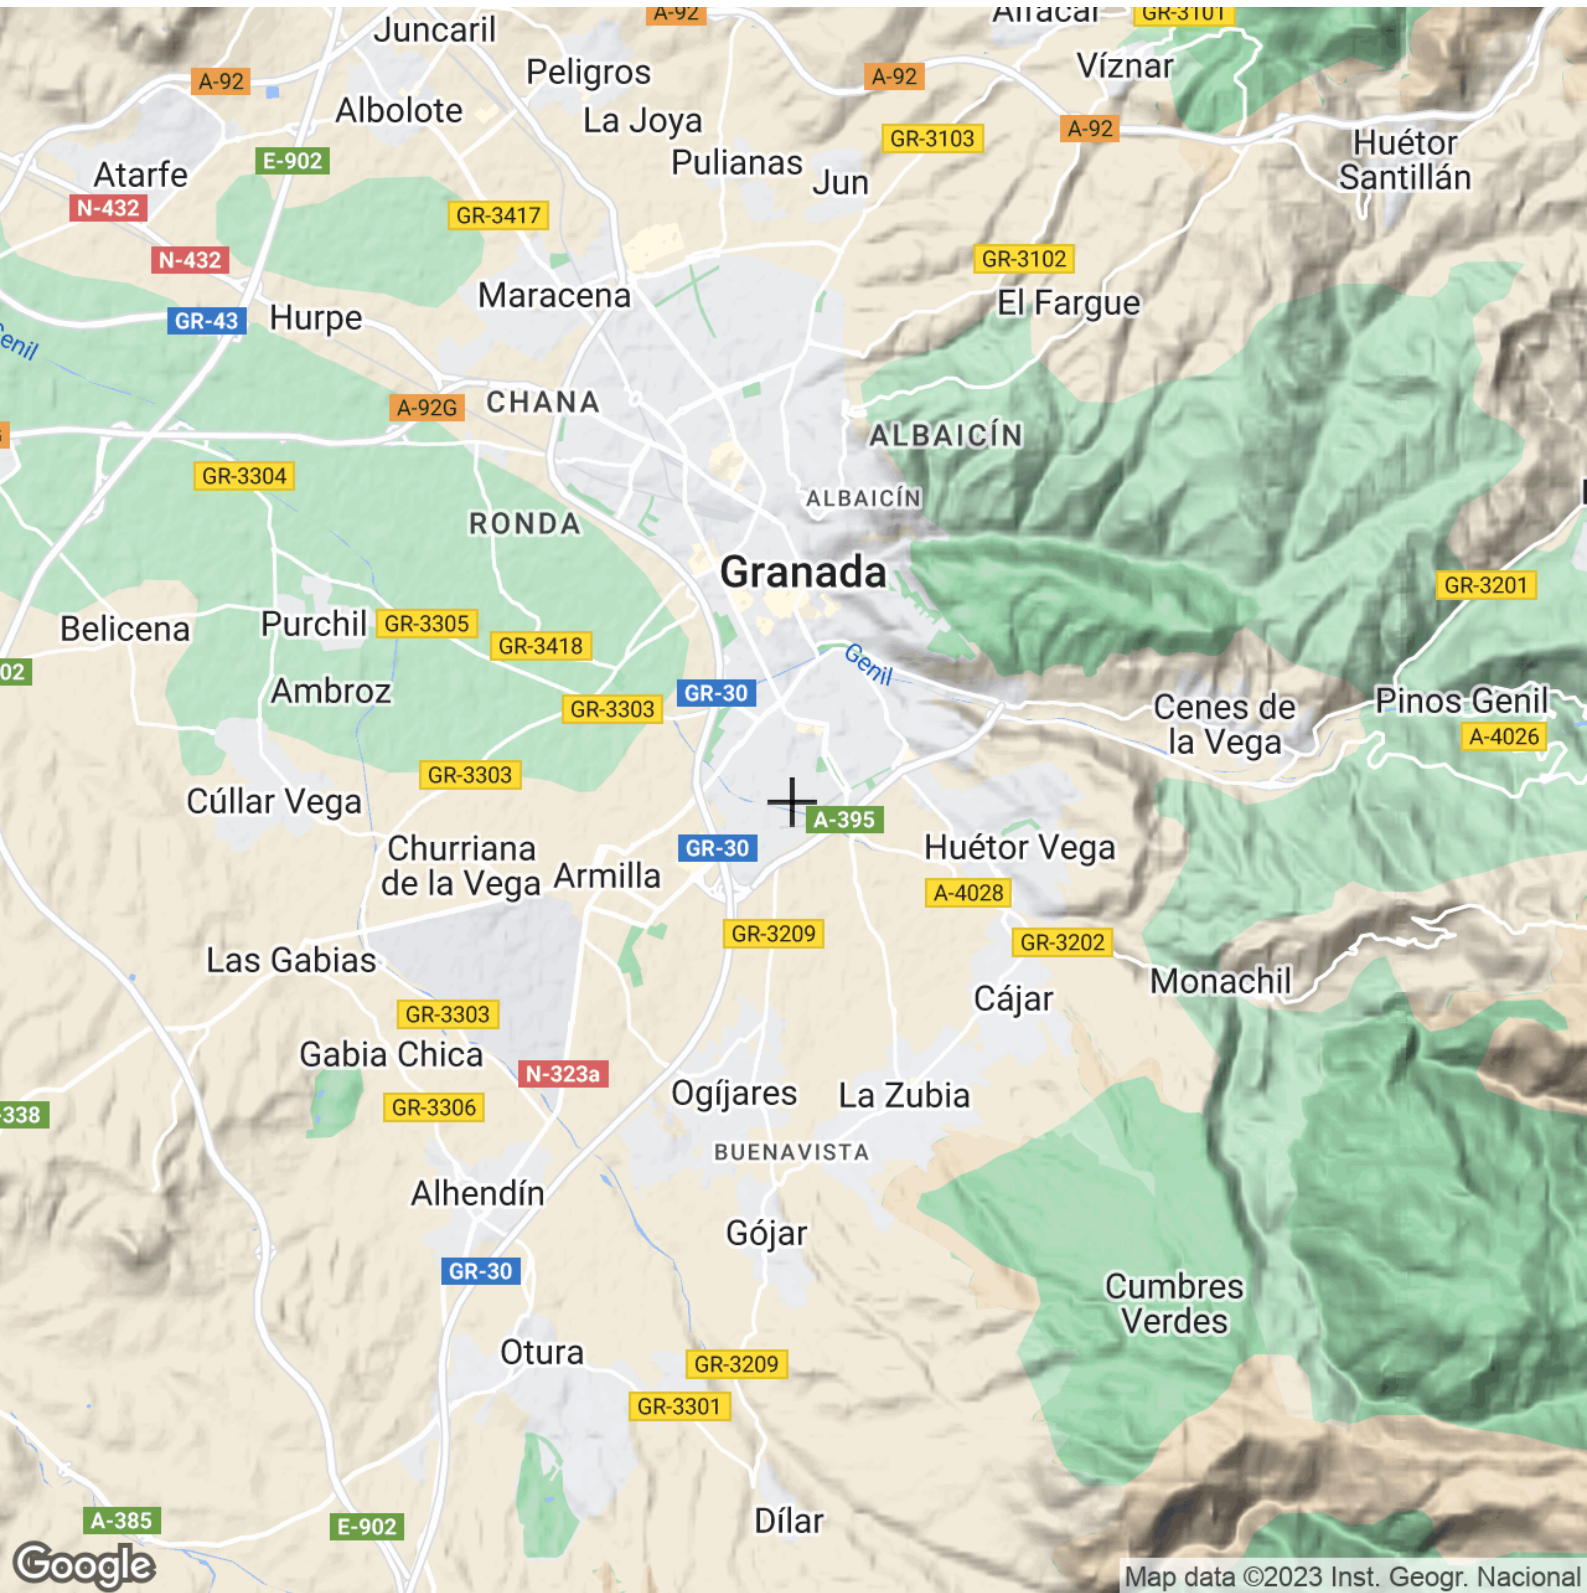 A-92
Alfacar
GR-3101
Juncaril
Peligros
Víznar
A-92
A-92
Albolote
La Joya
GR-3103
A-92
Huétor
Santillán
E-902
Atarfe
Pulianas
Jun
N-432
GR-3417
N-432
GR-3102
Maracena
El Fargue
GR-43
Hurpe
Genil
CHANA
A-92G
ALBAICÍN
GR-3304
ALBAICÍN
RONDA
Granada
GR-3201
Belicena
Purchil
GR-3305
GR-3418
02
Genil
Ambroz
GR-30
GR-3303
Cenes de
la Vega
Pinos Genil
A-4026
GR-3303
Cúllar Vega
A-395
Churriana
de la Vega
GR-30
Huétor Vega
Armilla
A-4028
GR-3209
GR-3202
Las Gabias
Monachil
Cájar
GR-3303
Gabia Chica
N-323a
Ogíjares
La Zubia
GR-3306
-338
BUENAVISTA
Alhendín
Gójar
GR-30
Cumbres
Verdes
Otura
GR-3209
GR-3301
A-385
E-902
Dílar
Google
Map data ©2023 Inst. Geogr. Nacional